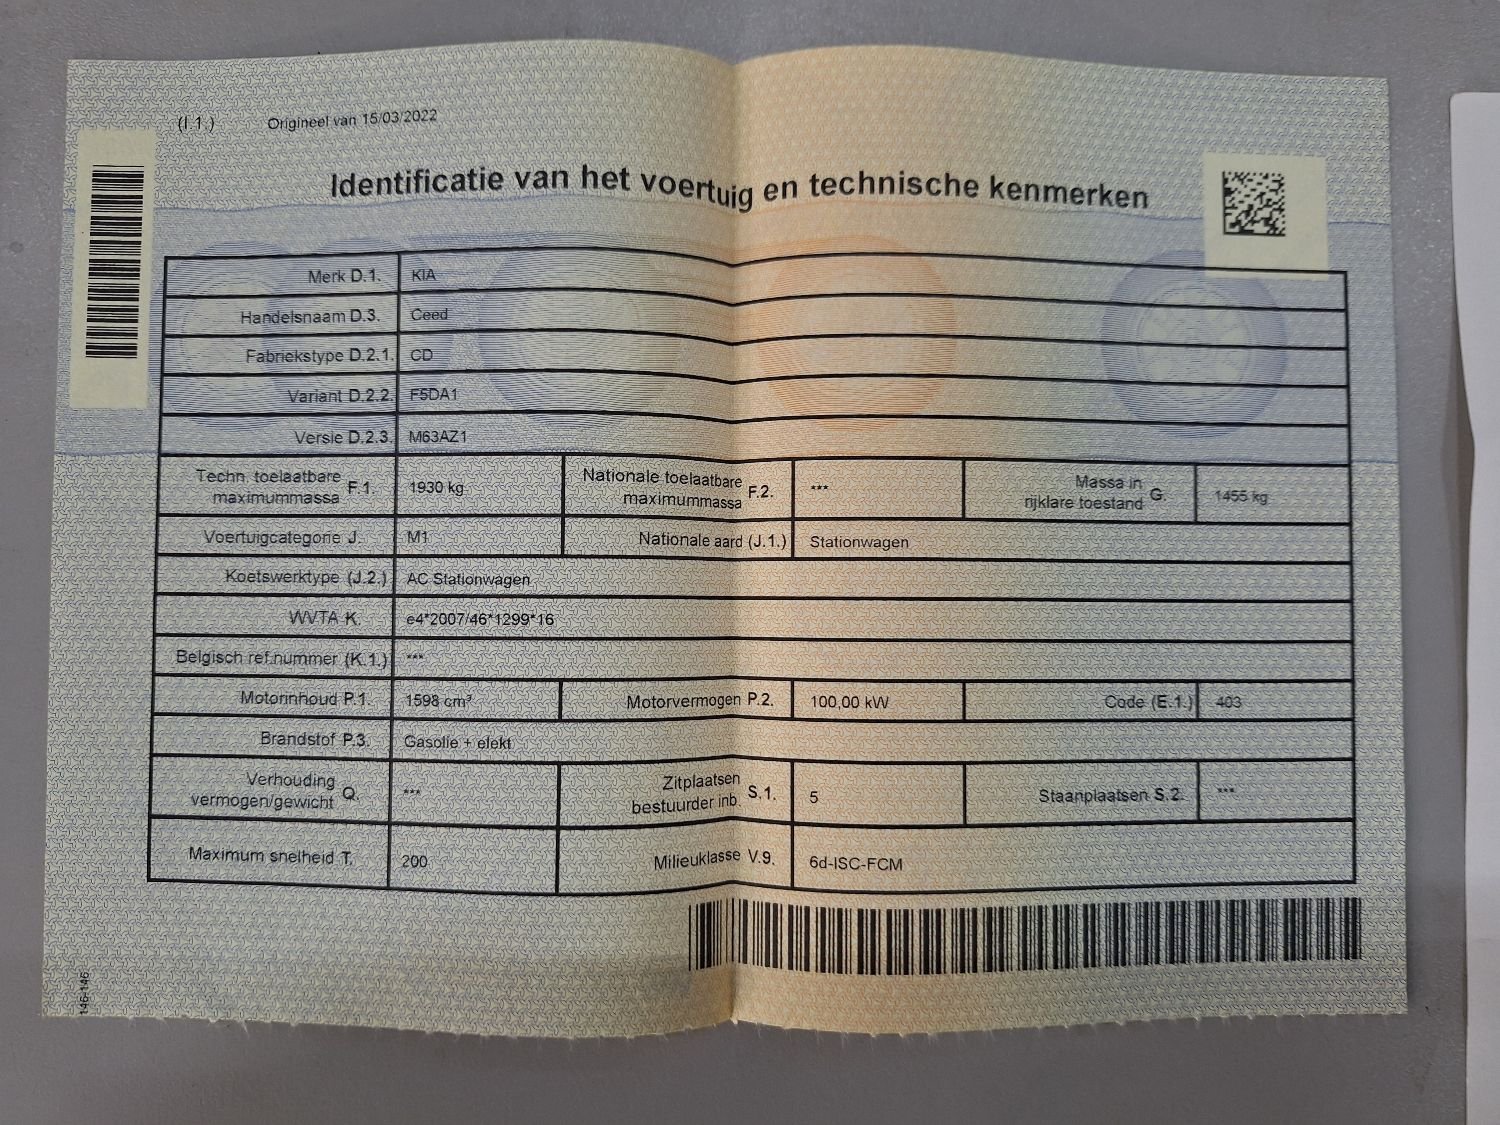 (I.1.) Origineel van 15/03/2022
Identificatie van het voertuig en technische kenmerken
Merk D.1. KIA
Handelsnaam D.3. Ceed
Fabriekstype D.2.1. CD
Variant D.2.2. F5DA1
Versie D.2.3. M63AZ1
Techn. toelaatbare maximummassa F.1. 1930 kg Nationale toelaatbare maximummassa F.2. *** Massa in rijklare toestand G. 1455 kg
Voertuigcategorie J. M1 Nationale aard (J.1.) Stationwagen
Koetswerktype (J.2.) AC Stationwagen
WVTA K. e4*2007/46*1299*16
Belgisch ref.nummer (K.1.) ***
Motorinhoud P.1. 1598 cm³ Motorvermogen P.2. 100,00 kW Code (E.1.) 403
Brandstof P.3. Gasolie + elekt
Verhouding vermogen/gewicht Q. *** Zitplaatsen bestuurder inb. S.1. 5 Staanplaatsen S.2. ***
Maximum snelheid T. 200 Milieuklasse V.9. 6d-ISC-FCM
146-146